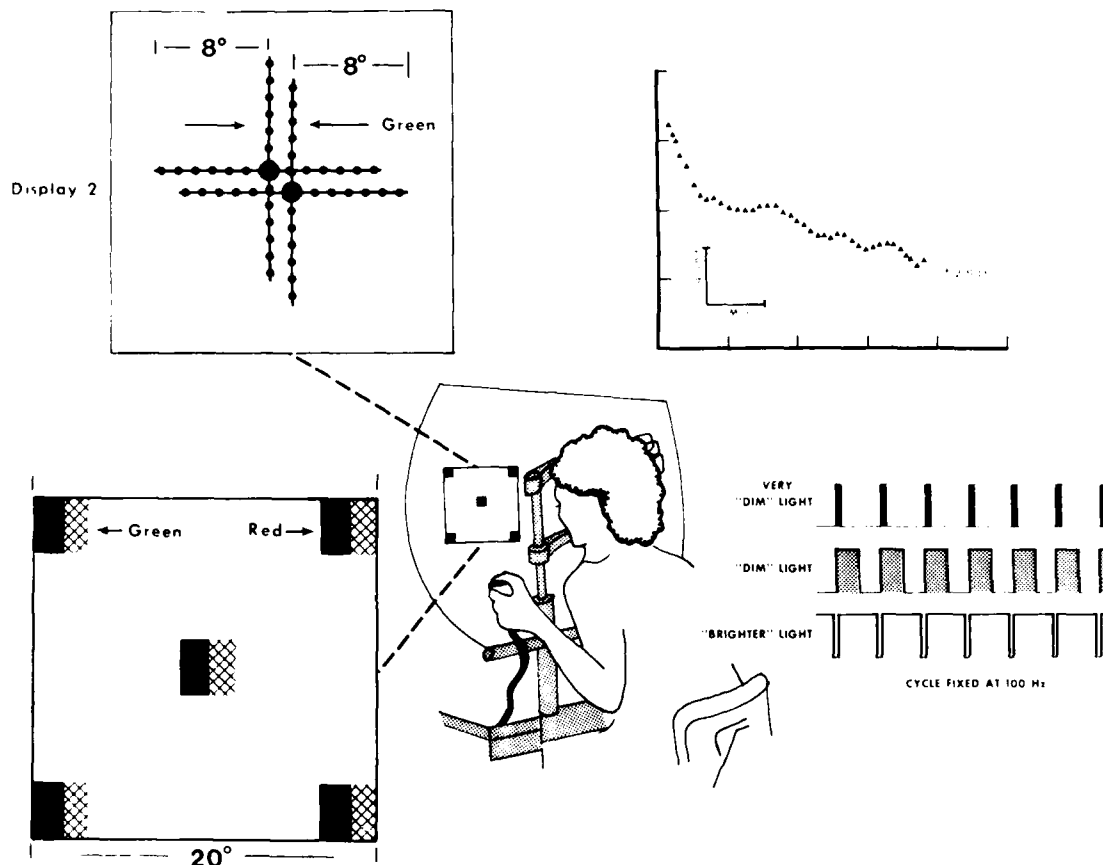 8°
8°
Green
Display 2
Green Red
20°
VERY
"DIM" LIGHT
"DIM" LIGHT
"BRIGHTER" LIGHT
CYCLE FIXED AT 100 Hz